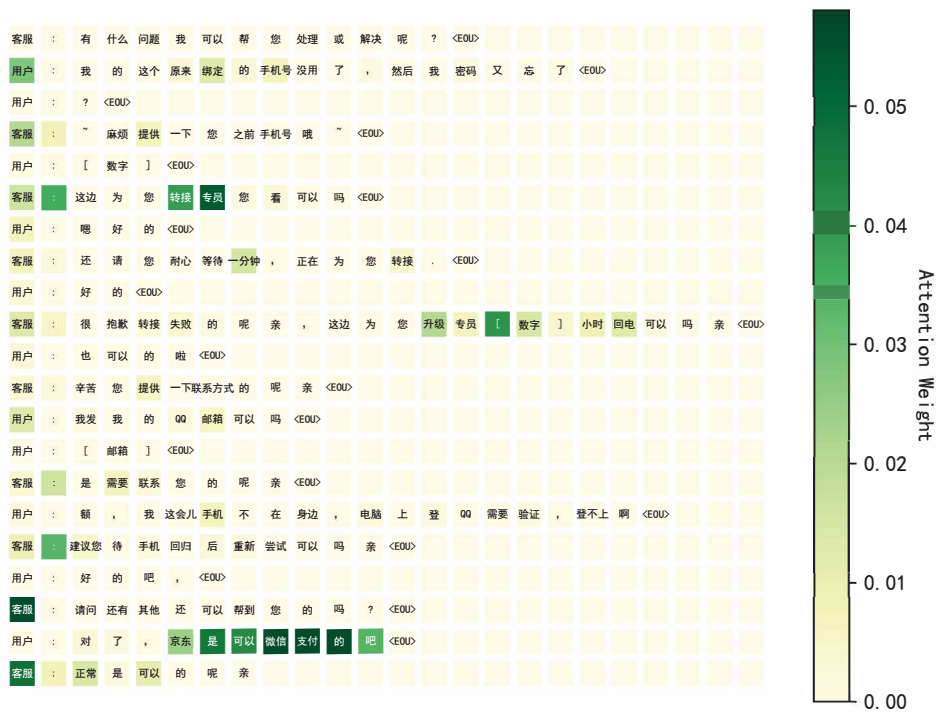 客服 : 有 什么 问题 我 可以 帮 您 处理 或 解决 呢 ? <EOU>
用户 : 我 的 这个 原来 绑定 的 手机号 没用 了 , 然后 我 密码 又 忘 了 <EOU>
用户 : ? <EOU>
客服 : ~ 麻烦 提供 一下 您 之前 手机号 哦 ~ <EOU>
用户 : [ 数字 ] <EOU>
客服 : 这边 为 您 转接 专员 您 看 可以 吗 <EOU>
用户 : 嗯 好 的 <EOU>
客服 : 还 请 您 耐心 等待 一分钟 , 正在 为 您 转接 . <EOU>
用户 : 好 的 <EOU>
客服 : 很 抱歉 转接 失败 的 呢 亲 , 这边 为 您 升级 专员 [ 数字 ] 小时 回电 可以 吗 亲 <EOU>
用户 : 也 可以 的 啦 <EOU>
客服 : 辛苦 您 提供 一下 联系方式 的 呢 亲 <EOU>
用户 : 我发 我 的 QQ 邮箱 可以 吗 <EOU>
用户 : [ 邮箱 ] <EOU>
客服 : 是 需要 联系 您 的 呢 亲 <EOU>
用户 : 额 , 我 这会儿 手机 不 在 身边 , 电脑 上 登 QQ 需要 验证 , 登不上 啊 <EOU>
客服 : 建议您 待 手机 回归 后 重新 尝试 可以 吗 亲 <EOU>
用户 : 好 的 吧 , <EOU>
客服 : 请问 还有 其他 还 可以 帮到 您 的 吗 ? <EOU>
用户 : 对 了 , 京东 是 可以 微信 支付 的 吧 <EOU>
客服 : 正常 是 可以 的 呢 亲
0.05
0.04
0.03
0.02
0.01
0.00
Attention Weight